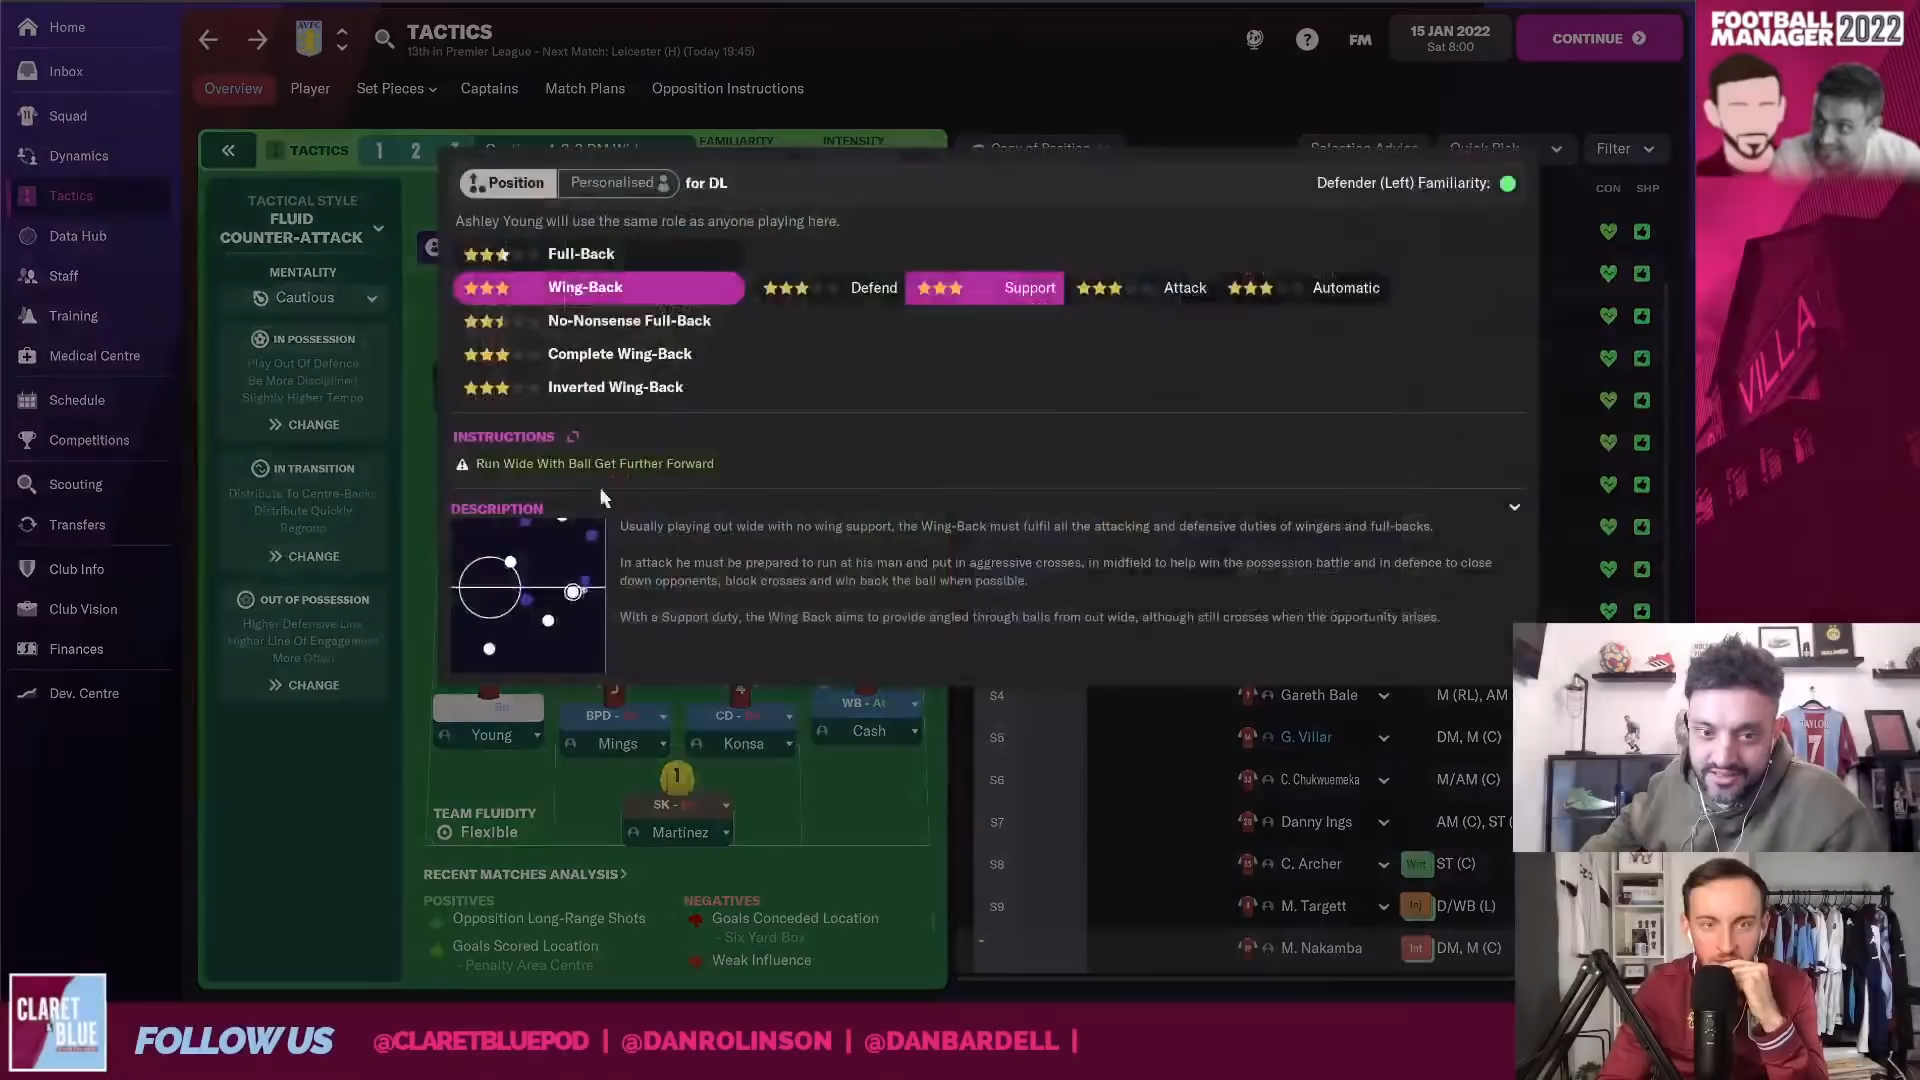 Home
Inbox
Squad
Dynamics
Tactics
Data Hub
Staff
Training
Medical Centre
Schedule
Competitions
Scouting
Transfers
Club Info
Club Vision
Finances
Dev. Centre
AVFC
TACTICS
13th in Premier League - Next Match: Leicester (H) (Today 19:45)
FM
15 JAN 2022
Sat 8:00
CONTINUE
FOOTBALL
MANAGER 2022
Overview Player Set Pieces Captains Match Plans Opposition Instructions
TACTICS 1 2
FAMILIARITY INTENSITY
Selection Advice Quick Pick Filter
CON SHP
TACTICAL STYLE
FLUID
COUNTER-ATTACK
MENTALITY
Cautious
IN POSSESSION
Play Out Of Defence
Be More Disciplined
Slightly Higher Tempo
CHANGE
IN TRANSITION
Distribute To Centre-Backs
Distribute Quickly
Regroup
CHANGE
OUT OF POSSESSION
Higher Defensive Line
Higher Line Of Engagement
More Often
CHANGE
Position Personalised for DL
Defender (Left) Familiarity:
Ashley Young will use the same role as anyone playing here.
Full-Back
Wing-Back Defend Support Attack Automatic
No-Nonsense Full-Back
Complete Wing-Back
Inverted Wing-Back
INSTRUCTIONS
Run Wide With Ball Get Further Forward
DESCRIPTION
Usually playing out wide with no wing support, the Wing-Back must fulfil all the attacking and defensive duties of wingers and full-backs.
In attack he must be prepared to run at his man and put in aggressive crosses, in midfield to help win the possession battle and in defence to close
down opponents, block crosses and win back the ball when possible.
With a Support duty, the Wing Back aims to provide angled through balls from out wide, although still crosses when the opportunity arises.
BPD - CD - WB - At
Young Mings Konsa Cash
1
SK -
Martínez
TEAM FLUIDITY
Flexible
RECENT MATCHES ANALYSIS>
POSITIVES
Opposition Long-Range Shots
Goals Scored Location
- Penalty Area Centre
NEGATIVES
Goals Conceded Location
- Six Yard Box
Weak Influence
S4 Gareth Bale M (RL), AM
S5 G. Villar DM, M (C)
S6 C. Chukwuemeka M/AM (C)
S7 Danny Ings AM (C), ST (
S8 C. Archer Wnt ST (C)
S9 M. Targett Inj D/WB (L)
- M. Nakamba Int DM, M (C)
VILLA
TAYLOR
7
CLARET
& BLUE
FOLLOW US
@CLARETBLUEPOD | @DANROLINSON | @DANBARDELL |